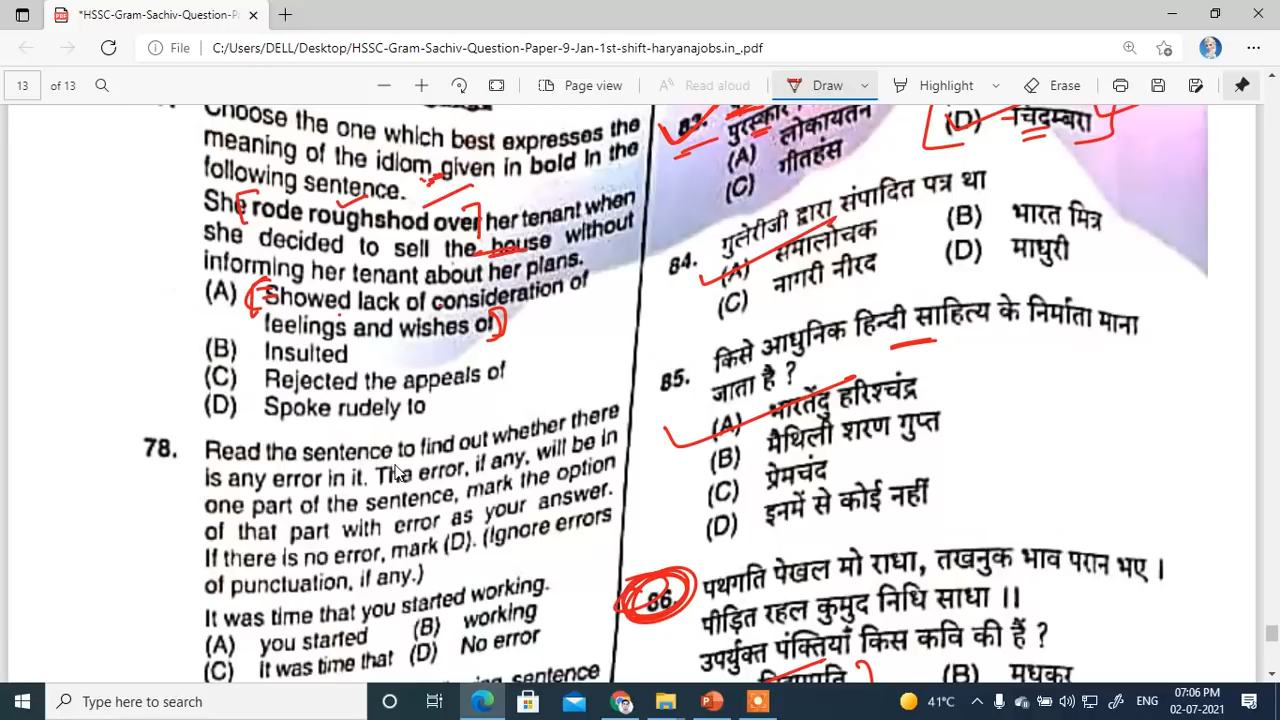 *HSSC-Gram-Sachiv-Question-P
File
C:/Users/DELL/Desktop/HSSC-Gram-Sachiv-Question-Paper-9-Jan-1st-shift-haryanajobs.in_.pdf
13
of 13
Page view
Read aloud
Draw
Highlight
Erase
Choose the one which best expresses the
meaning of the idiom given in bold in the
following sentence.
She rode roughshod over her tenant when
she decided to sell the house without
informing her tenant about her plans.
(A) Showed lack of consideration of
feelings and wishes of
(B) Insulted
(C) Rejected the appeals of
(D) Spoke rudely to
78. Read the sentence to find out whether there
is any error in it. The error, if any, will be in
one part of the sentence, mark the option
of that part with error as your answer.
If there is no error, mark (D). (Ignore errors
of punctuation, if any.)
It was time that you started working.
(A) you started (B) working
(C) It was time that (D) No error
sentence
83.
पुरस्कार
(A) लोकायतन
(C) गीतहंस
(D) चिदम्बरा
84. गुलेरीजी द्वारा संपादित पत्र था
(A) समालोचक (B) भारत मित्र
(C) नागरी नीरद (D) माधुरी
85. किसे आधुनिक हिन्दी साहित्य के निर्माता माना
जाता है ?
(A) भारतेंदु हरिश्चंद्र
(B) मैथिली शरण गुप्त
(C) प्रेमचंद
(D) इनमें से कोई नहीं
86. पथगति पेखल मो राधा, तखनुक भाव परान भए ।
पीड़ित रहल कुमुद निधि साधा ।।
उपर्युक्त पंक्तियाँ किस कवि की हैं ?
(B) मधुकर
Type here to search
41°C
ENG
07:06 PM
02-07-2021